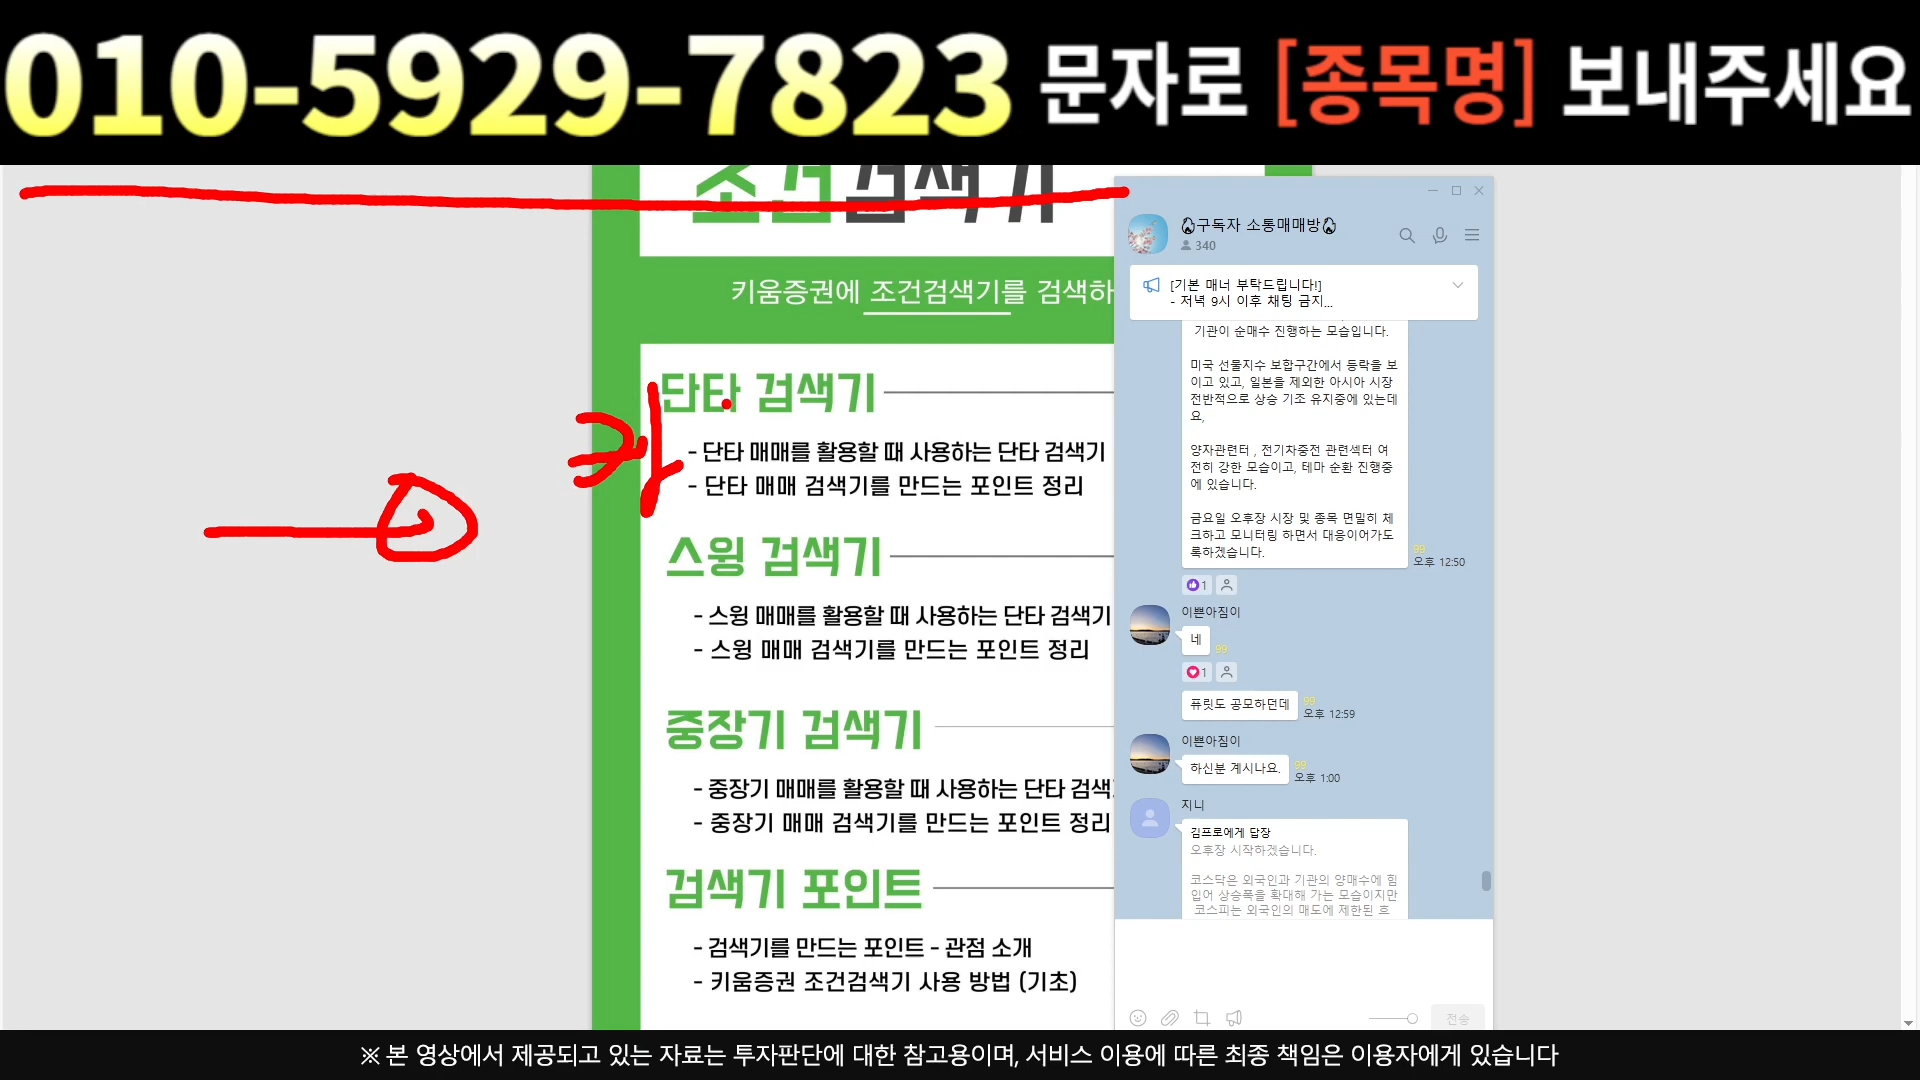 010-5929-7823 문자로 [종목명] 보내주세요
조건검색기
키움증권에 조건검색기를 검색하
단타 검색기
- 단타 매매를 활용할 때 사용하는 단타 검색기
- 단타 매매 검색기를 만드는 포인트 정리
스윙 검색기
- 스윙 매매를 활용할 때 사용하는 단타 검색기
- 스윙 매매 검색기를 만드는 포인트 정리
중장기 검색기
- 중장기 매매를 활용할 때 사용하는 단타 검색
- 중장기 매매 검색기를 만드는 포인트 정리
검색기 포인트
- 검색기를 만드는 포인트 - 관점 소개
- 키움증권 조건검색기 사용 방법 (기초)
구독자 소통매매방
340
[기본 매너 부탁드립니다!]
- 저녁 9시 이후 채팅 금지...
기관이 순매수 진행하는 모습입니다.
미국 선물지수 보합구간에서 등락을 보
이고 있고, 일본을 제외한 아시아 시장
전반적으로 상승 기조 유지중에 있는데
요,
양자관련터 , 전기차충전 관련섹터 여
전히 강한 모습이고, 테마 순환 진행중
에 있습니다.
금요일 오후장 시장 및 종목 면밀히 체
크하고 모니터링 하면서 대응이어가도
록하겠습니다.
99
오후 12:50
1
이쁜아짐이
네
99
1
퓨릿도 공모하던데
99
오후 12:59
이쁜아짐이
하신분 계시나요.
99
오후 1:00
지니
김프로에게 답장
오후장 시작하겠습니다.
코스닥은 외국인과 기관의 양매수에 힘
입어 상승폭을 확대해 가는 모습이지만
코스피는 외국인의 매도에 제한된 흐
전송
※ 본 영상에서 제공되고 있는 자료는 투자판단에 대한 참고용이며, 서비스 이용에 따른 최종 책임은 이용자에게 있습니다